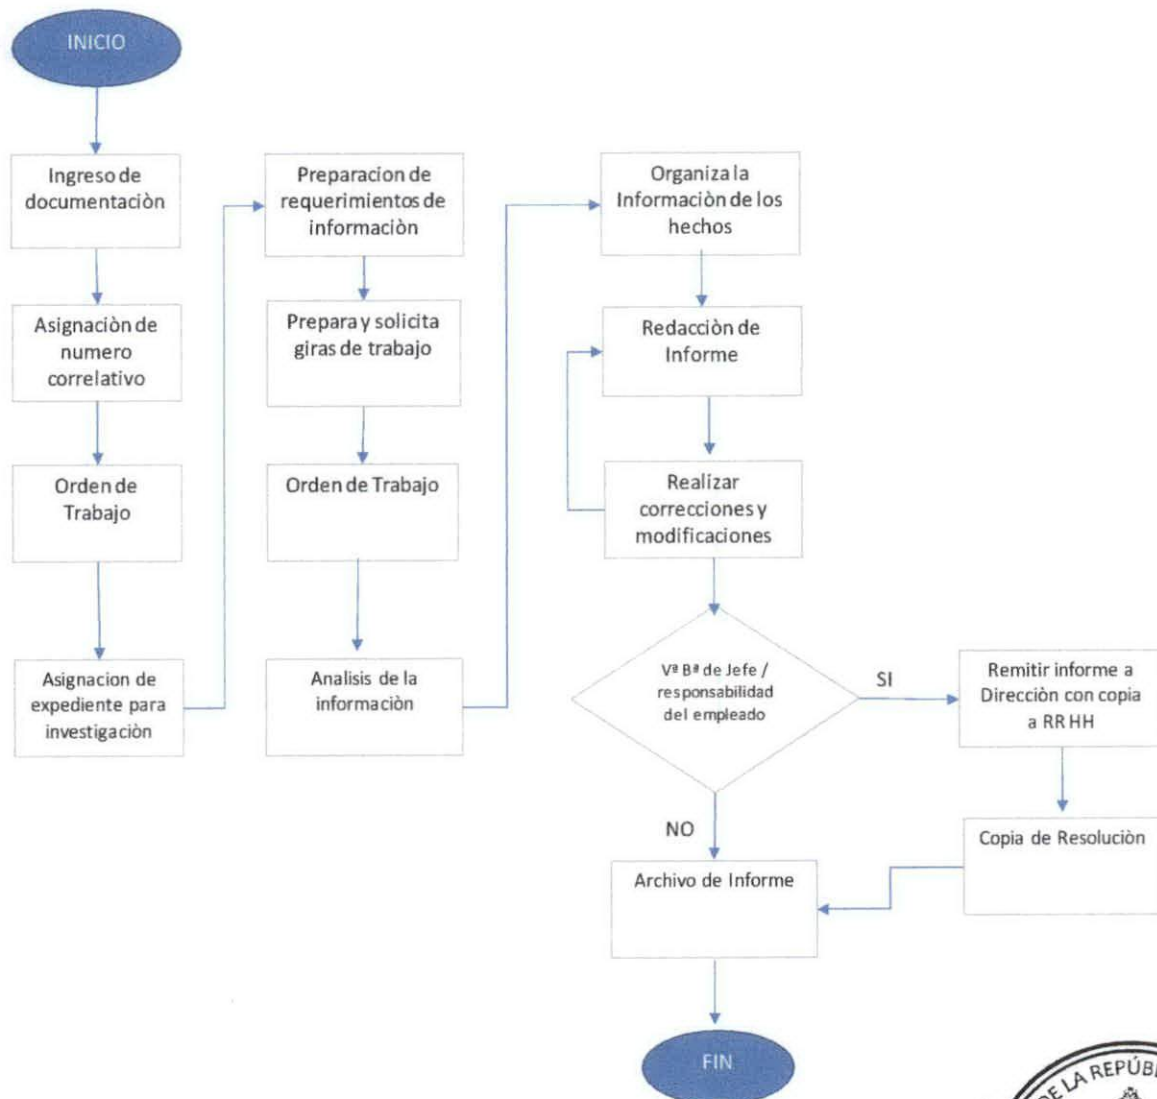 INICIO
Ingreso de
documentaciòn
Asignaciòn de
numero
correlativo
Orden de
Trabajo
Asignacion de
expediente para
investigaciòn
Preparacion de
requerimientos de
informaciòn
Prepara y solicita
giras de trabajo
Orden de Trabajo
Analisis de la
informaciòn
Organiza la
Informaciòn de los
hechos
Redacciòn de
Informe
Realizar
correcciones y
modificaciones
Vª Bª de Jefe /
responsabilidad
del empleado
SI
Remitir informe a
Direcciòn con copia
a RR HH
Copia de Resoluciòn
NO
Archivo de Informe
FIN
DE LA REPÚB